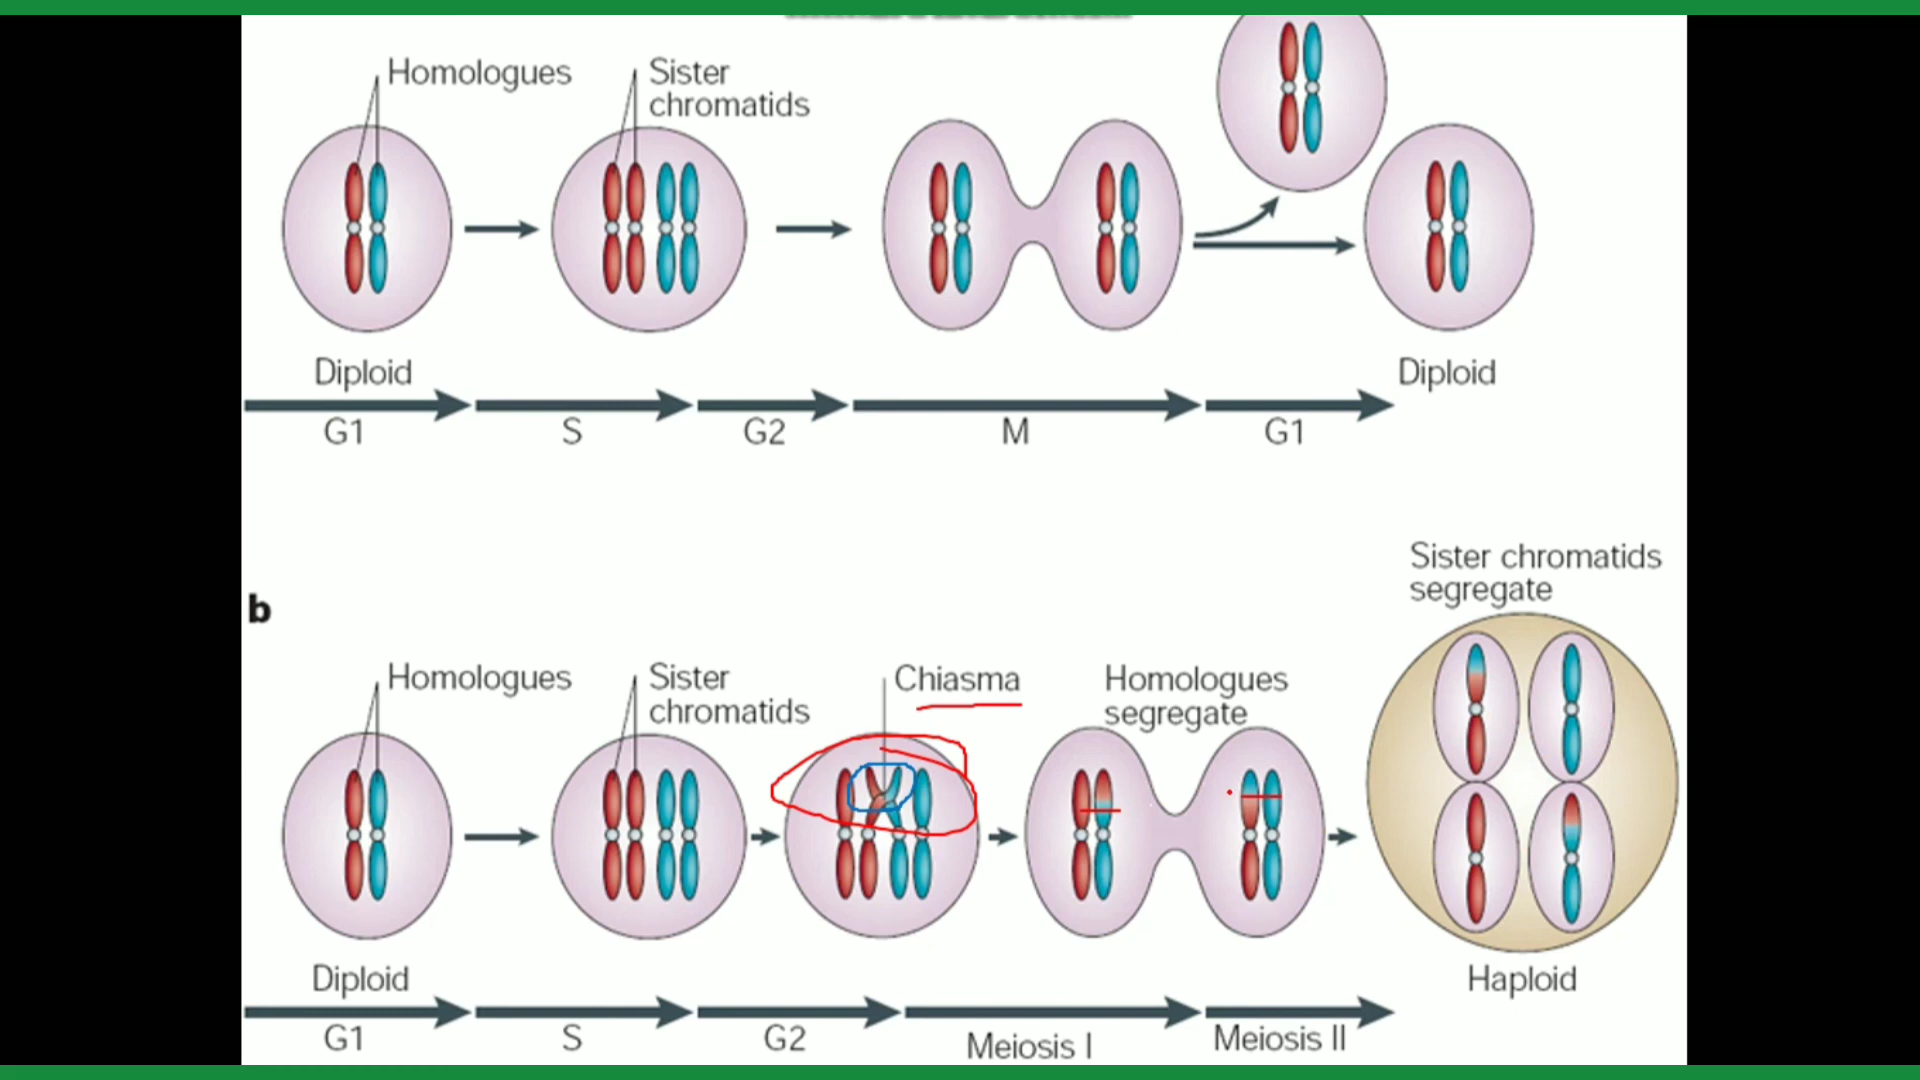 Homologues
Sister
chromatids
Diploid
Diploid
G1
S
G2
M
G1
b
Homologues
Sister
chromatids
Chiasma
Homologues
segregate
Sister chromatids
segregate
Diploid
Haploid
G1
S
G2
Meiosis I
Meiosis II